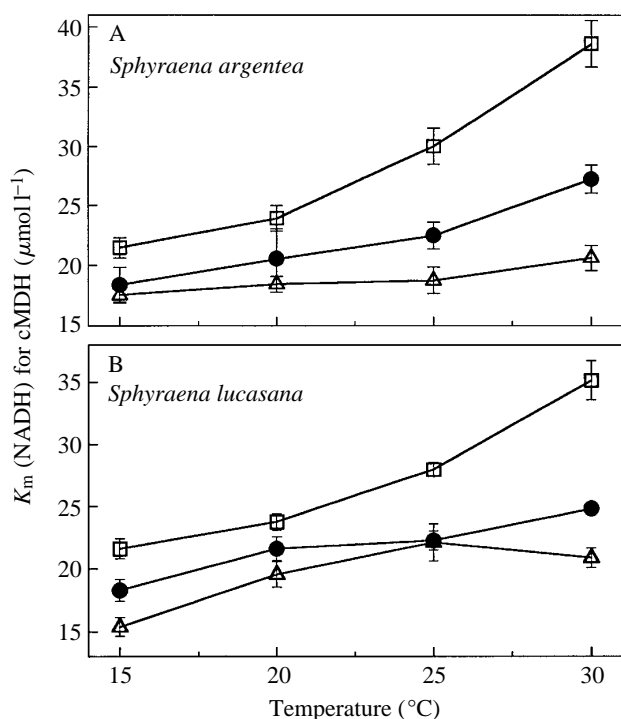 A
Sphyraena argentea
40
35
30
25
20
15
B
Sphyraena lucasana
35
30
25
20
15
Km (NADH) for cMDH (μmol l⁻¹)
15 20 25 30
Temperature (°C)